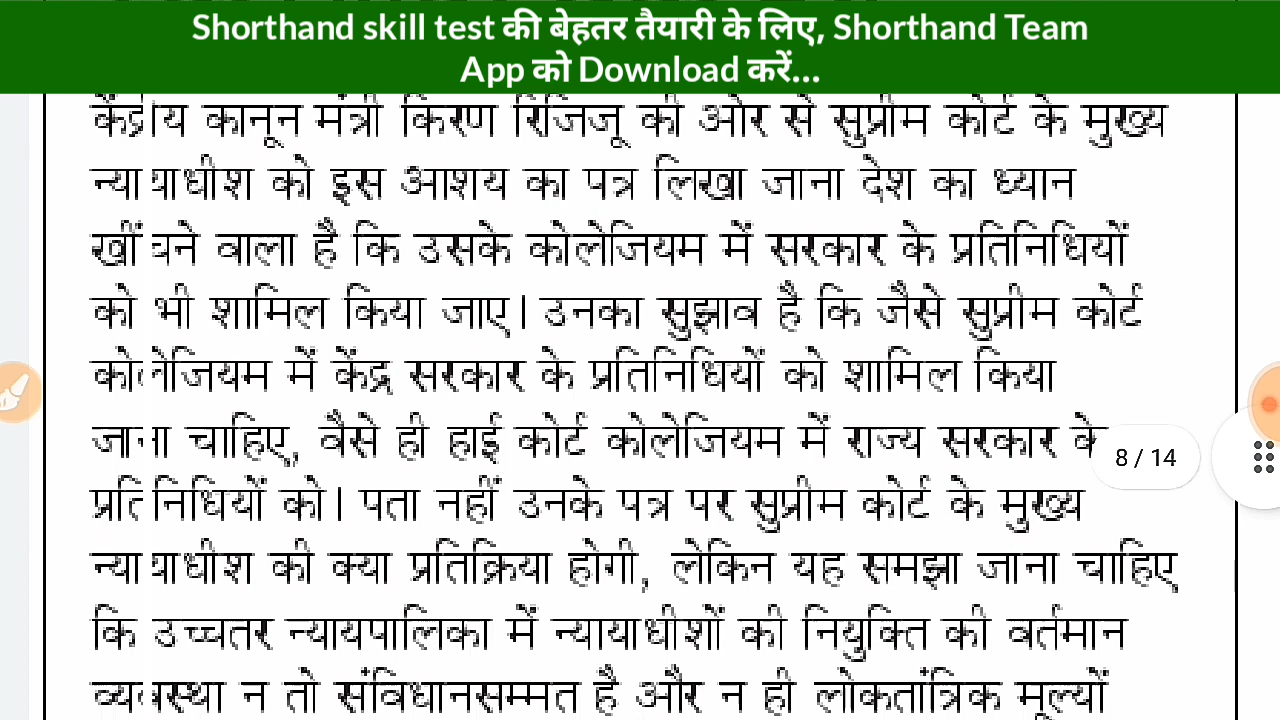 Shorthand skill test की बेहतर तैयारी के लिए, Shorthand Team
App को Download करें...
केंद्रीय कानून मंत्री किरण रिजिजू की ओर से सुप्रीम कोर्ट के मुख्य
न्यायाधीश को इस आशय का पत्र लिखा जाना देश का ध्यान
खींचने वाला है कि उसके कोलेजियम में सरकार के प्रतिनिधियों
को भी शामिल किया जाए। उनका सुझाव है कि जैसे सुप्रीम कोर्ट
कोलेजियम में केंद्र सरकार के प्रतिनिधियों को शामिल किया
जाना चाहिए, वैसे ही हाई कोर्ट कोलेजियम में राज्य सरकार के
8 / 14
प्रतिनिधियों को। पता नहीं उनके पत्र पर सुप्रीम कोर्ट के मुख्य
न्यायाधीश की क्या प्रतिक्रिया होगी, लेकिन यह समझा जाना चाहिए
कि उच्चतर न्यायपालिका में न्यायाधीशों की नियुक्ति की वर्तमान
व्यवस्था न तो संविधानसम्मत है और न ही लोकतांत्रिक मूल्यों